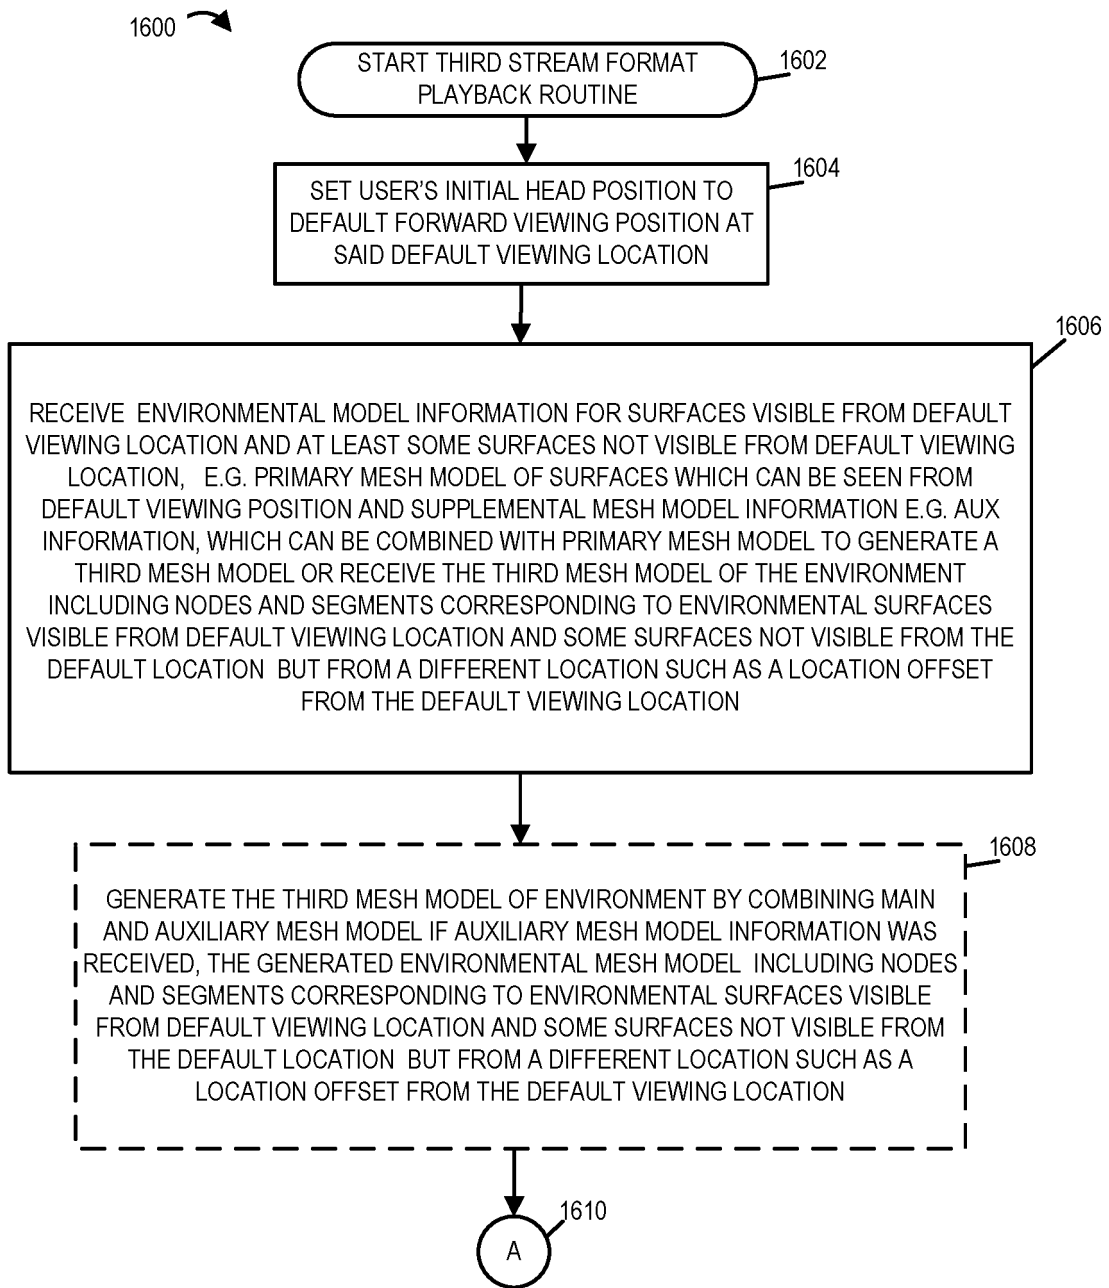 1600
START THIRD STREAM FORMAT
PLAYBACK ROUTINE
1602
1604
SET USER'S INITIAL HEAD POSITION TO
DEFAULT FORWARD VIEWING POSITION AT
SAID DEFAULT VIEWING LOCATION
1606
RECEIVE ENVIRONMENTAL MODEL INFORMATION FOR SURFACES VISIBLE FROM DEFAULT
VIEWING LOCATION AND AT LEAST SOME SURFACES NOT VISIBLE FROM DEFAULT VIEWING
LOCATION, E.G. PRIMARY MESH MODEL OF SURFACES WHICH CAN BE SEEN FROM
DEFAULT VIEWING POSITION AND SUPPLEMENTAL MESH MODEL INFORMATION E.G. AUX
INFORMATION, WHICH CAN BE COMBINED WITH PRIMARY MESH MODEL TO GENERATE A
THIRD MESH MODEL OR RECEIVE THE THIRD MESH MODEL OF THE ENVIRONMENT
INCLUDING NODES AND SEGMENTS CORRESPONDING TO ENVIRONMENTAL SURFACES
VISIBLE FROM DEFAULT VIEWING LOCATION AND SOME SURFACES NOT VISIBLE FROM THE
DEFAULT LOCATION BUT FROM A DIFFERENT LOCATION SUCH AS A LOCATION OFFSET
FROM THE DEFAULT VIEWING LOCATION
1608
GENERATE THE THIRD MESH MODEL OF ENVIRONMENT BY COMBINING MAIN
AND AUXILIARY MESH MODEL IF AUXILIARY MESH MODEL INFORMATION WAS
RECEIVED, THE GENERATED ENVIRONMENTAL MESH MODEL INCLUDING NODES
AND SEGMENTS CORRESPONDING TO ENVIRONMENTAL SURFACES VISIBLE
FROM DEFAULT VIEWING LOCATION AND SOME SURFACES NOT VISIBLE FROM
THE DEFAULT LOCATION BUT FROM A DIFFERENT LOCATION SUCH AS A
LOCATION OFFSET FROM THE DEFAULT VIEWING LOCATION
1610
A